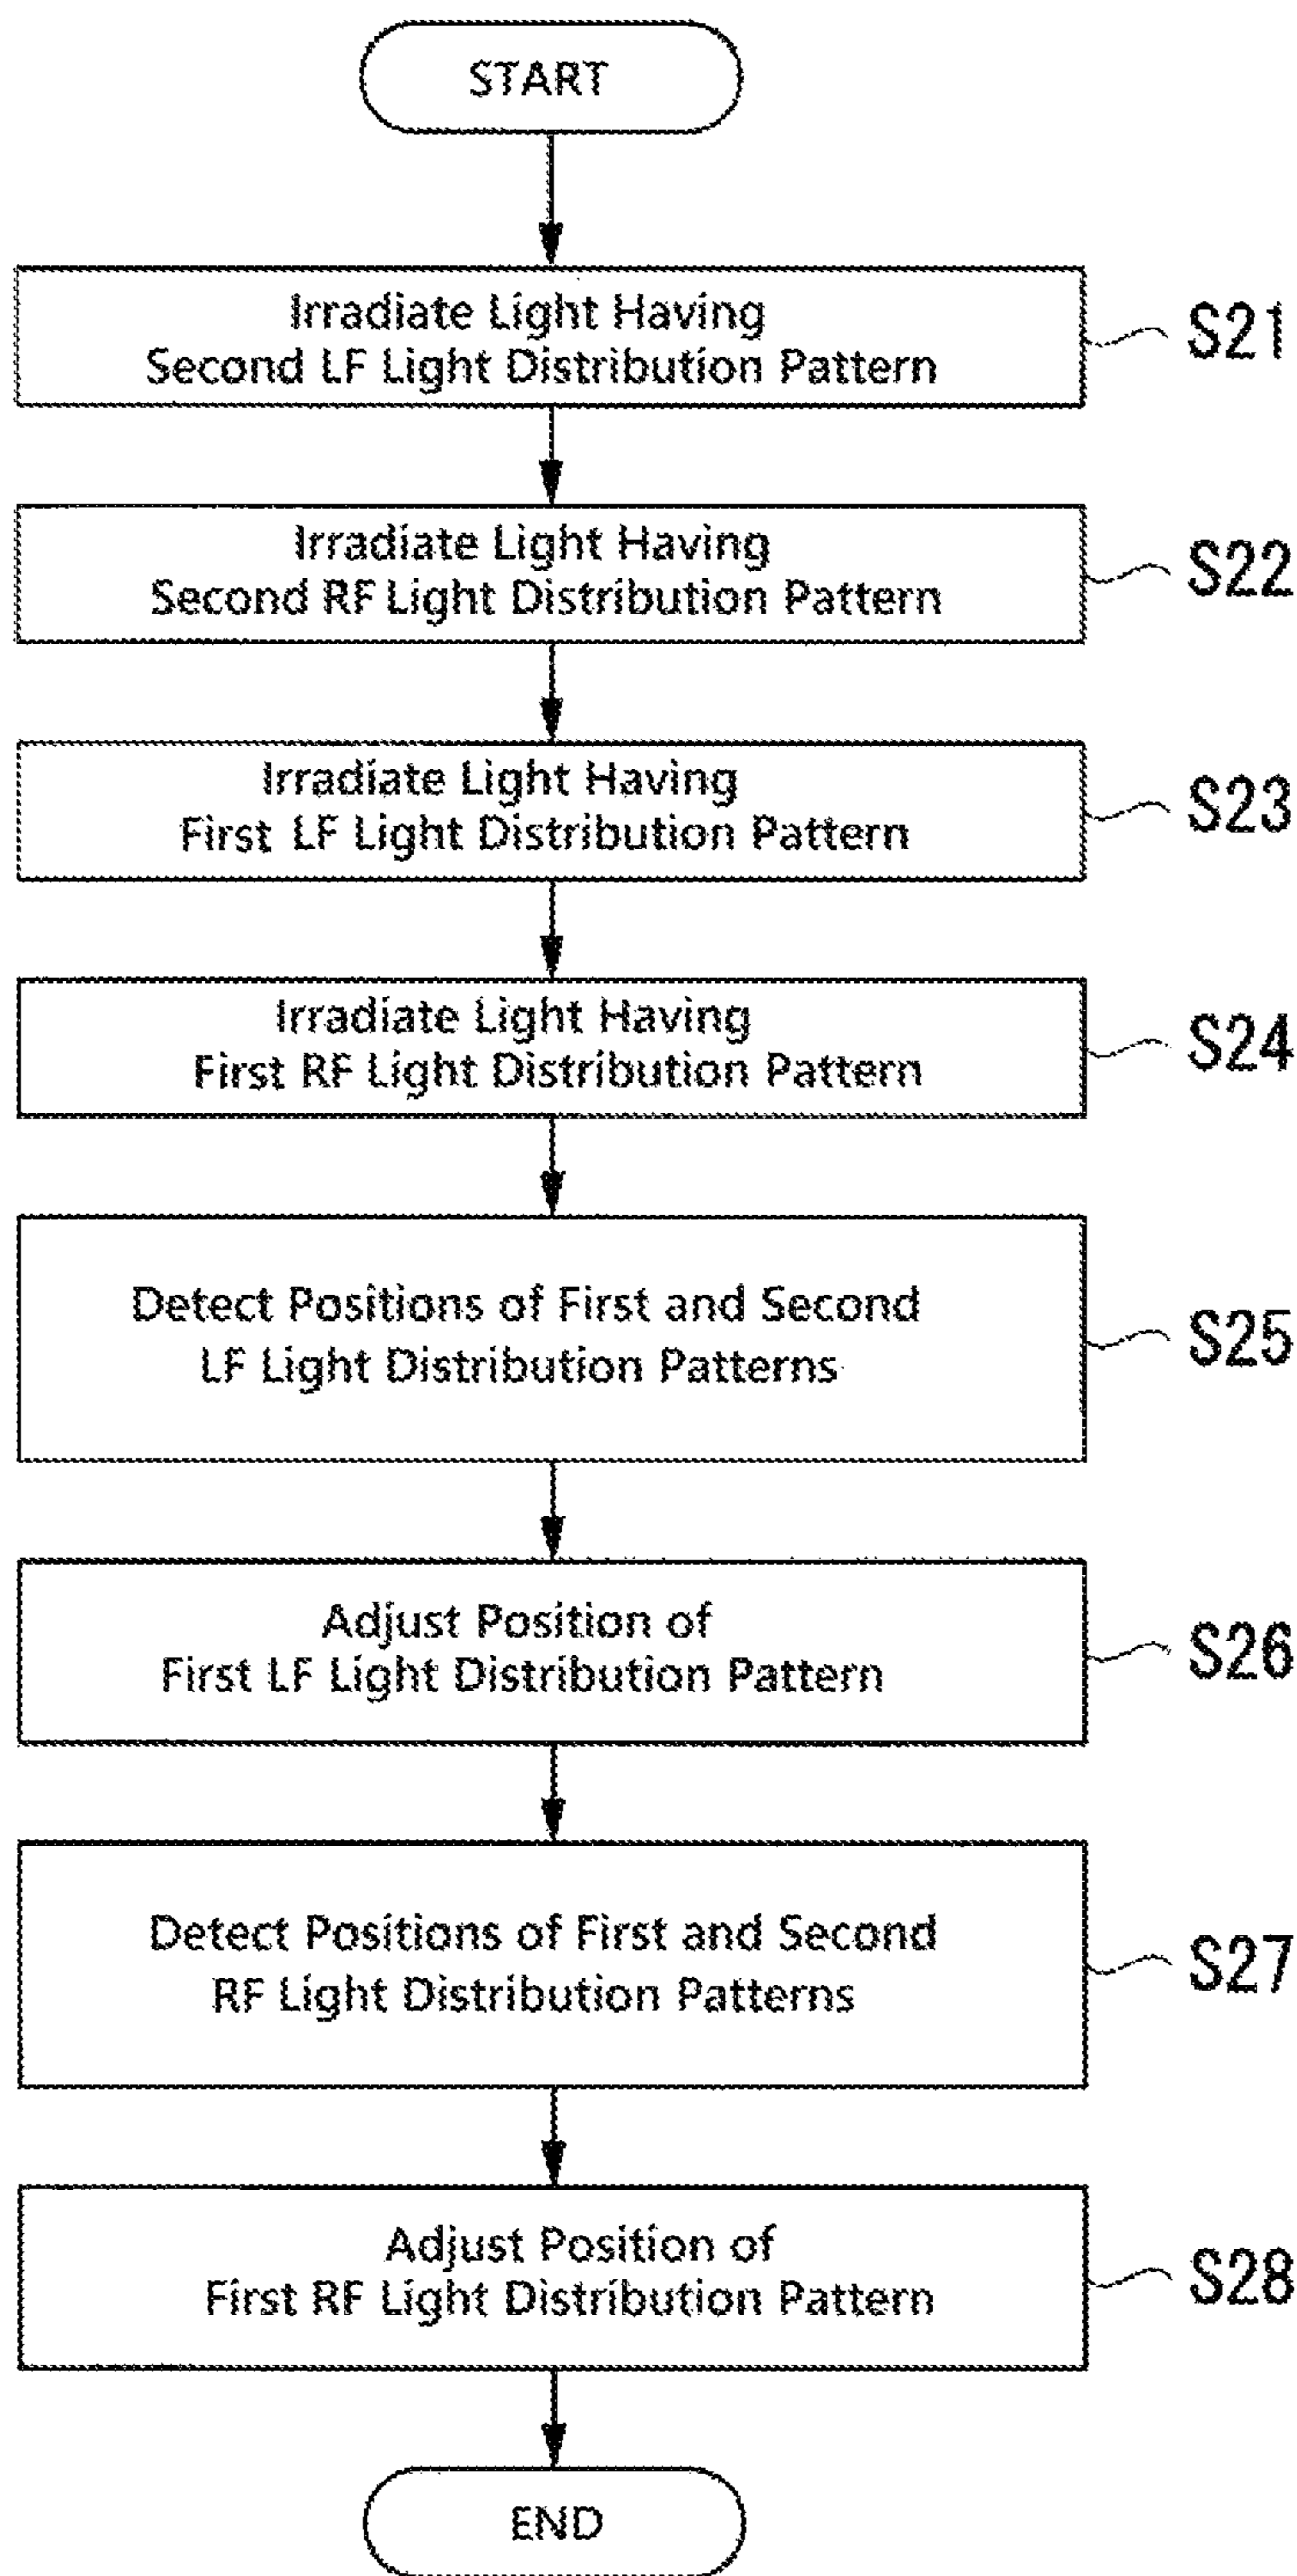 START
Irradiate Light Having
Second LF Light Distribution Pattern
S21
Irradiate Light Having
Second RF Light Distribution Pattern
S22
Irradiate Light Having
First LF Light Distribution Pattern
S23
Irradiate Light Having
First RF Light Distribution Pattern
S24
Detect Positions of First and Second
LF Light Distribution Patterns
S25
Adjust Position of
First LF Light Distribution Pattern
S26
Detect Positions of First and Second
RF Light Distribution Patterns
S27
Adjust Position of
First RF Light Distribution Pattern
S28
END